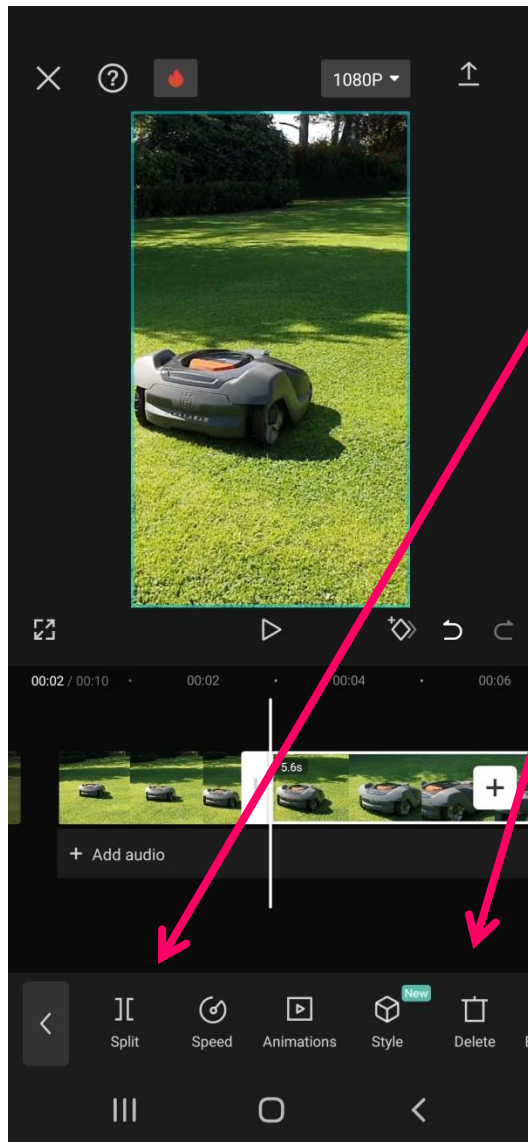 1080P
00:02 / 00:10
00:02
00:04
00:06
5.6s
+ Add audio
New
Split
Speed
Animations
Style
Delete